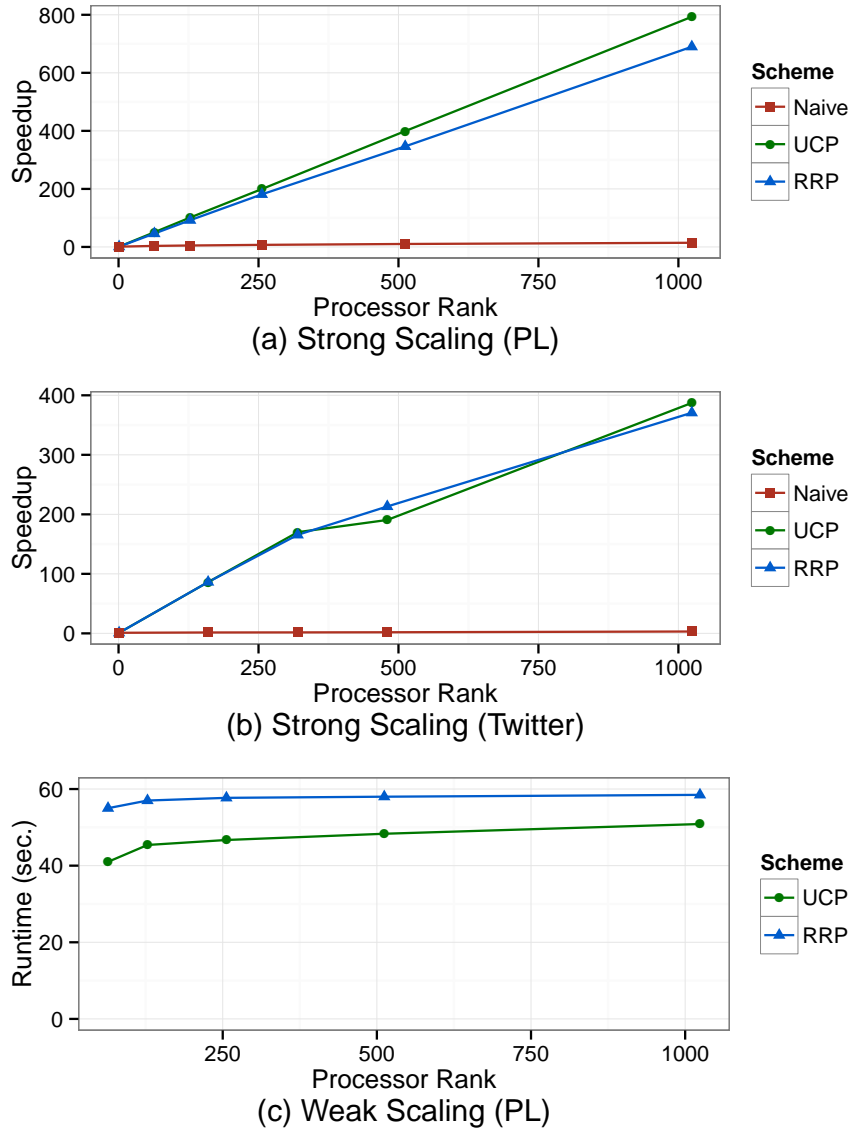 800
600
400
200
0
Speedup
0 250 500 750 1000
Processor Rank
(a) Strong Scaling (PL)
Scheme
Naive
UCP
RRP
400
300
200
100
0
Speedup
0 250 500 750 1000
Processor Rank
(b) Strong Scaling (Twitter)
Scheme
Naive
UCP
RRP
60
40
20
0
Runtime (sec.)
250 500 750 1000
Processor Rank
(c) Weak Scaling (PL)
Scheme
UCP
RRP